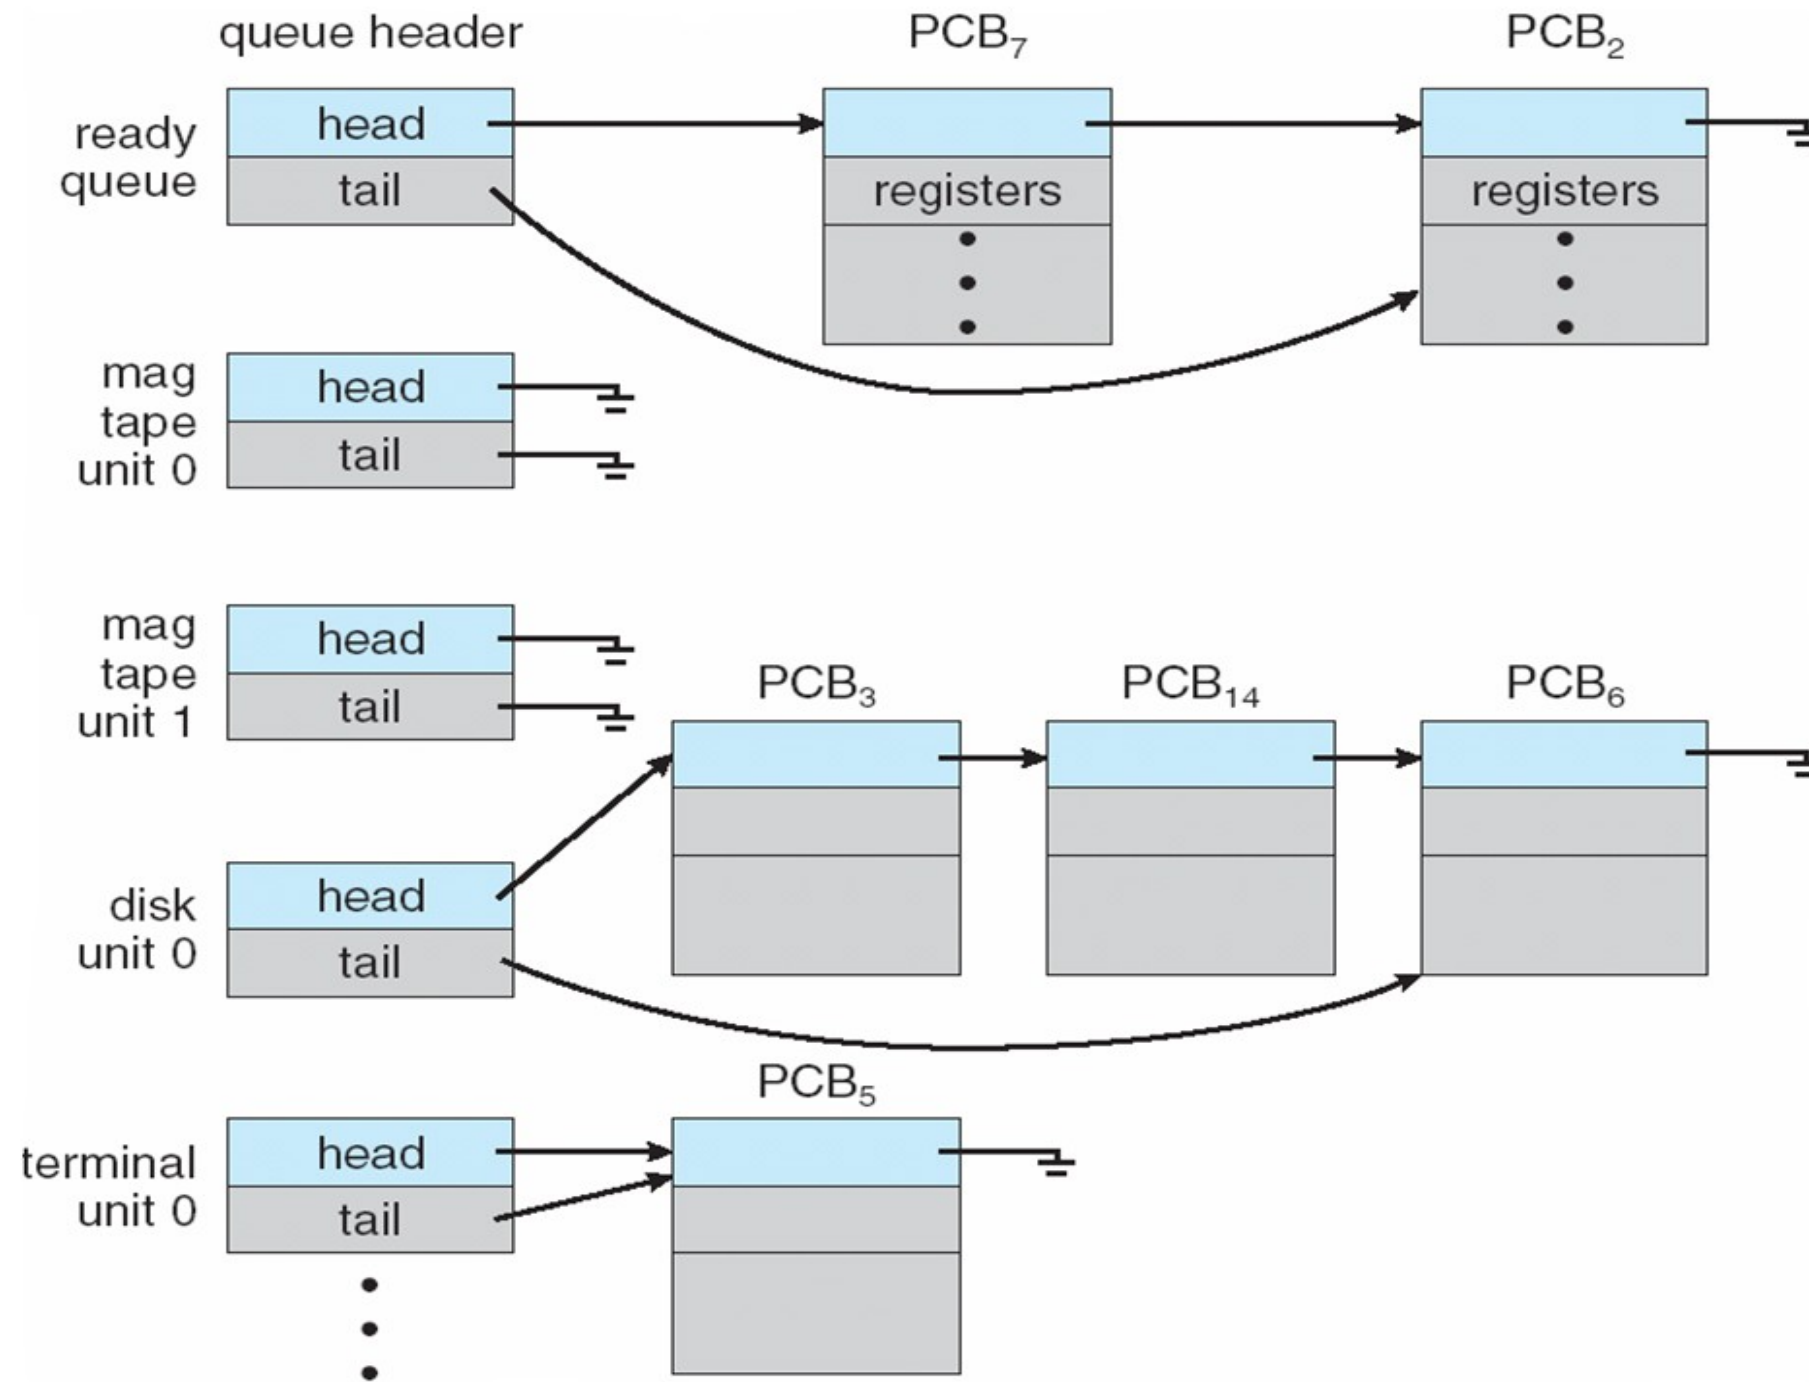 queue header
PCB₇
PCB₂
ready
queue
head
tail
registers
registers
mag
tape
unit 0
head
tail
mag
tape
unit 1
head
tail
PCB₃
PCB₁₄
PCB₆
disk
unit 0
head
tail
PCB₅
terminal
unit 0
head
tail